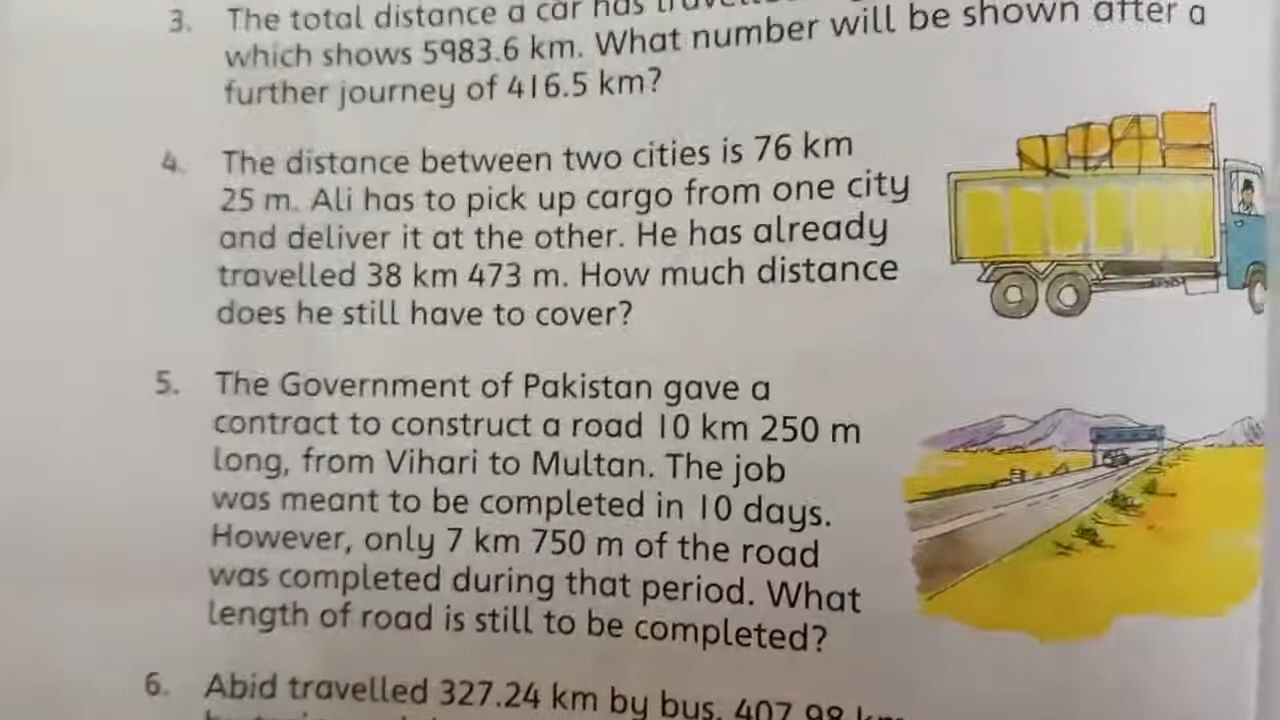 3. The total distance a car has
which shows 5983.6 km. What number will be shown after a
further journey of 416.5 km?
4. The distance between two cities is 76 km
25 m. Ali has to pick up cargo from one city
and deliver it at the other. He has already
travelled 38 km 473 m. How much distance
does he still have to cover?
5. The Government of Pakistan gave a
contract to construct a road 10 km 250 m
long, from Vihari to Multan. The job
was meant to be completed in 10 days.
However, only 7 km 750 m of the road
was completed during that period. What
length of road is still to be completed?
6. Abid travelled 327.24 km by bus, 407.98 km